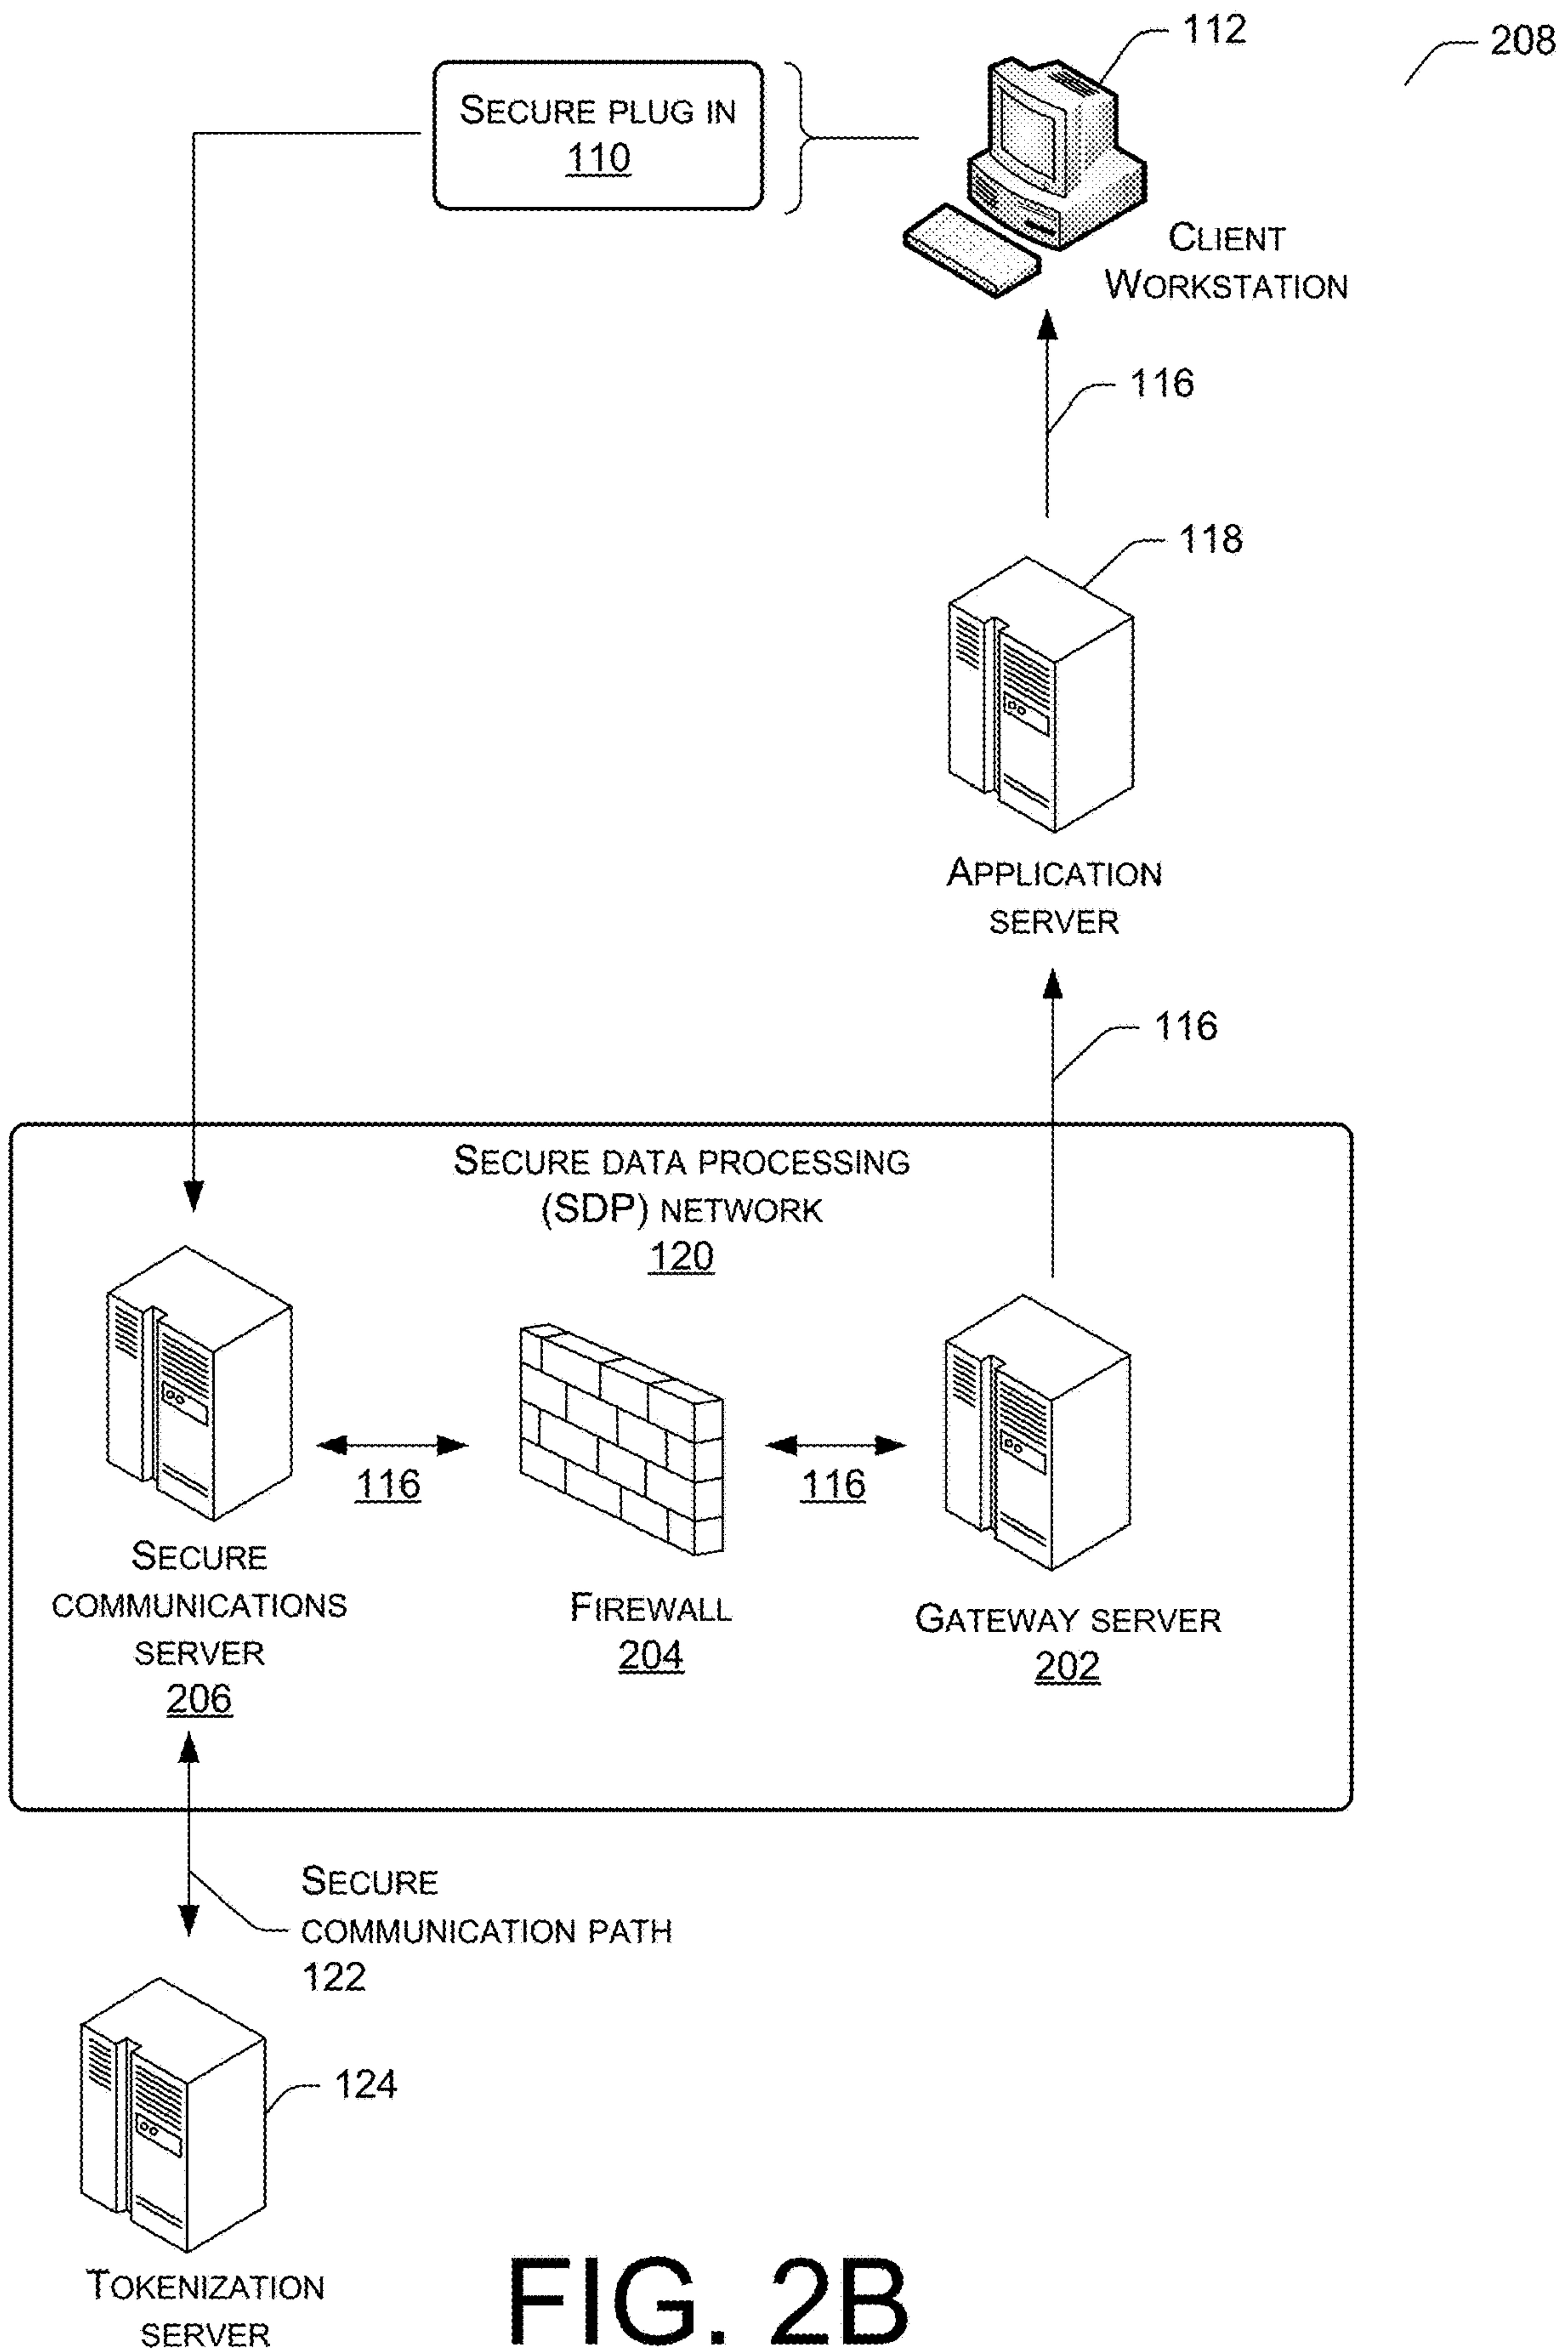 112
208
SECURE PLUG IN
110
CLIENT
WORKSTATION
116
118
APPLICATION
SERVER
116
SECURE DATA PROCESSING
(SDP) NETWORK
120
116
116
SECURE
COMMUNICATIONS
SERVER
206
FIREWALL
204
GATEWAY SERVER
202
SECURE
COMMUNICATION PATH
122
124
TOKENIZATION
SERVER
FIG. 2B